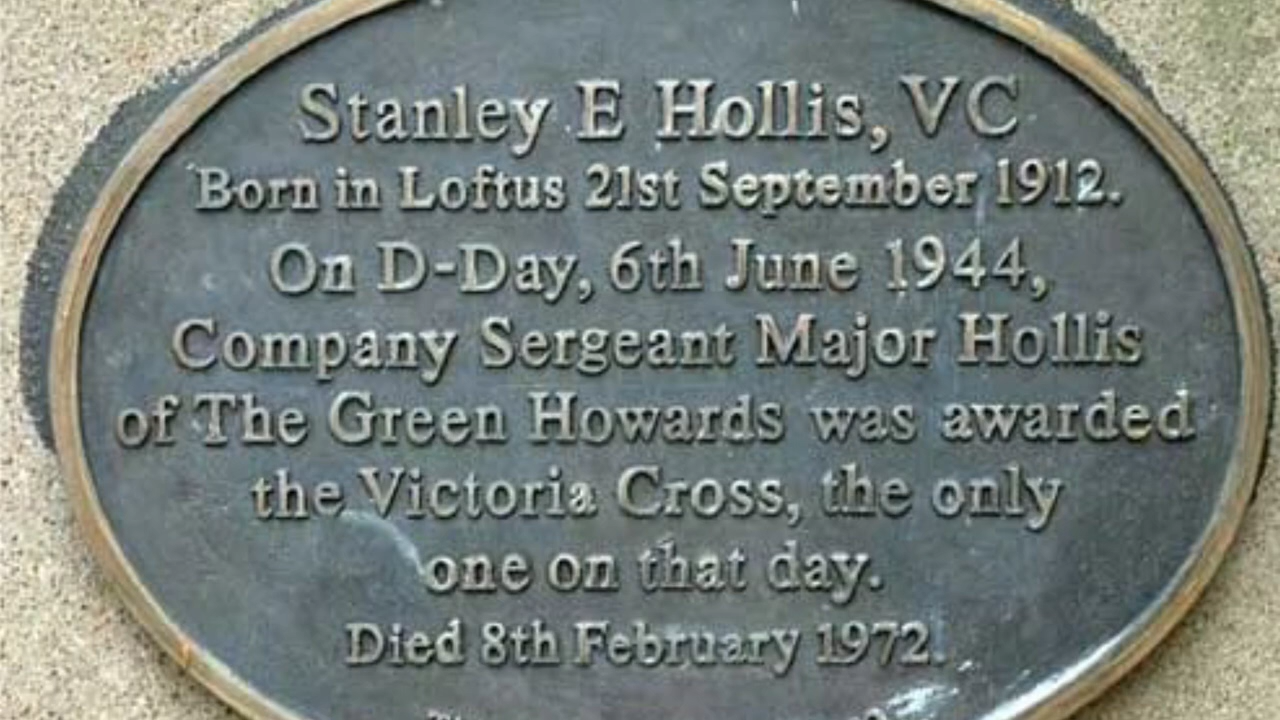 Stanley E Hollis, VC
Born in Loftus 21st September 1912.
On D-Day, 6th June 1944,
Company Sergeant Major Hollis
of The Green Howards was awarded
the Victoria Cross, the only
one on that day.
Died 8th February 1972.